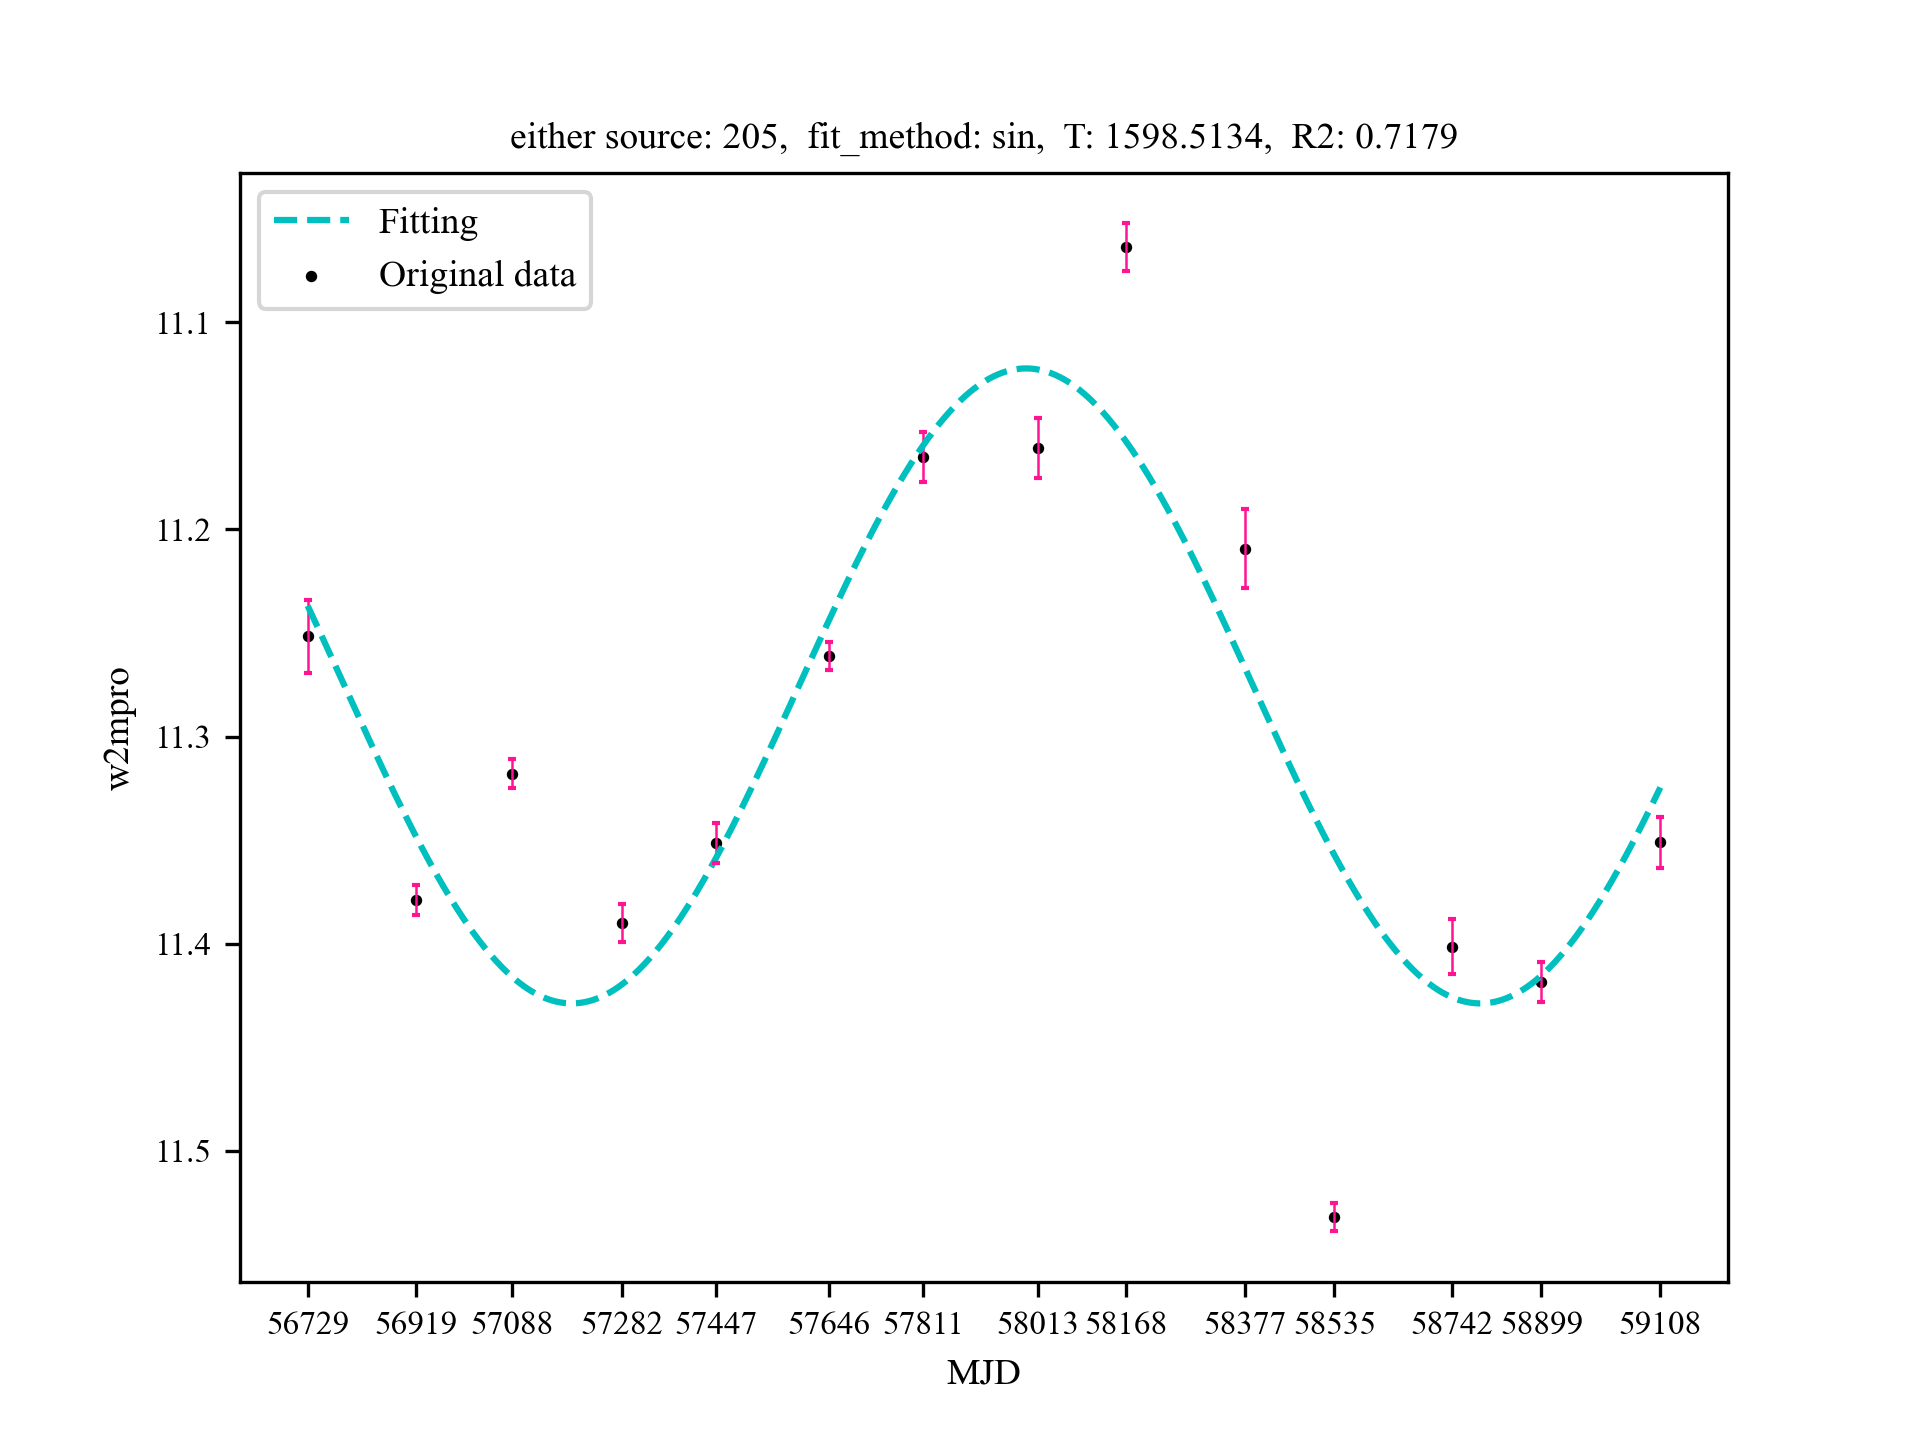 either source: 205,  fit_method: sin,  T: 1598.5134,  R2: 0.7179
Fitting
Original data
11.1
11.2
11.3
11.4
11.5
w2mpro
56729 56919 57088 57282 57447 57646 57811 58013 58168 58377 58535 58742 58899 59108
MJD